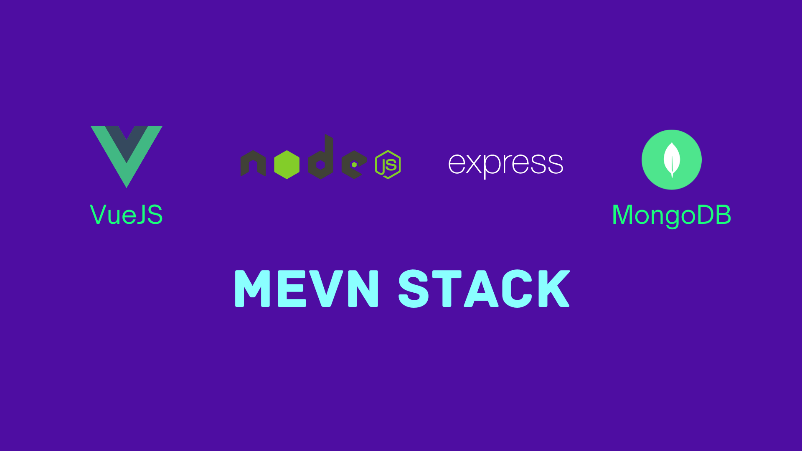 node JS
express
VueJS
MongoDB
MEVN STACK